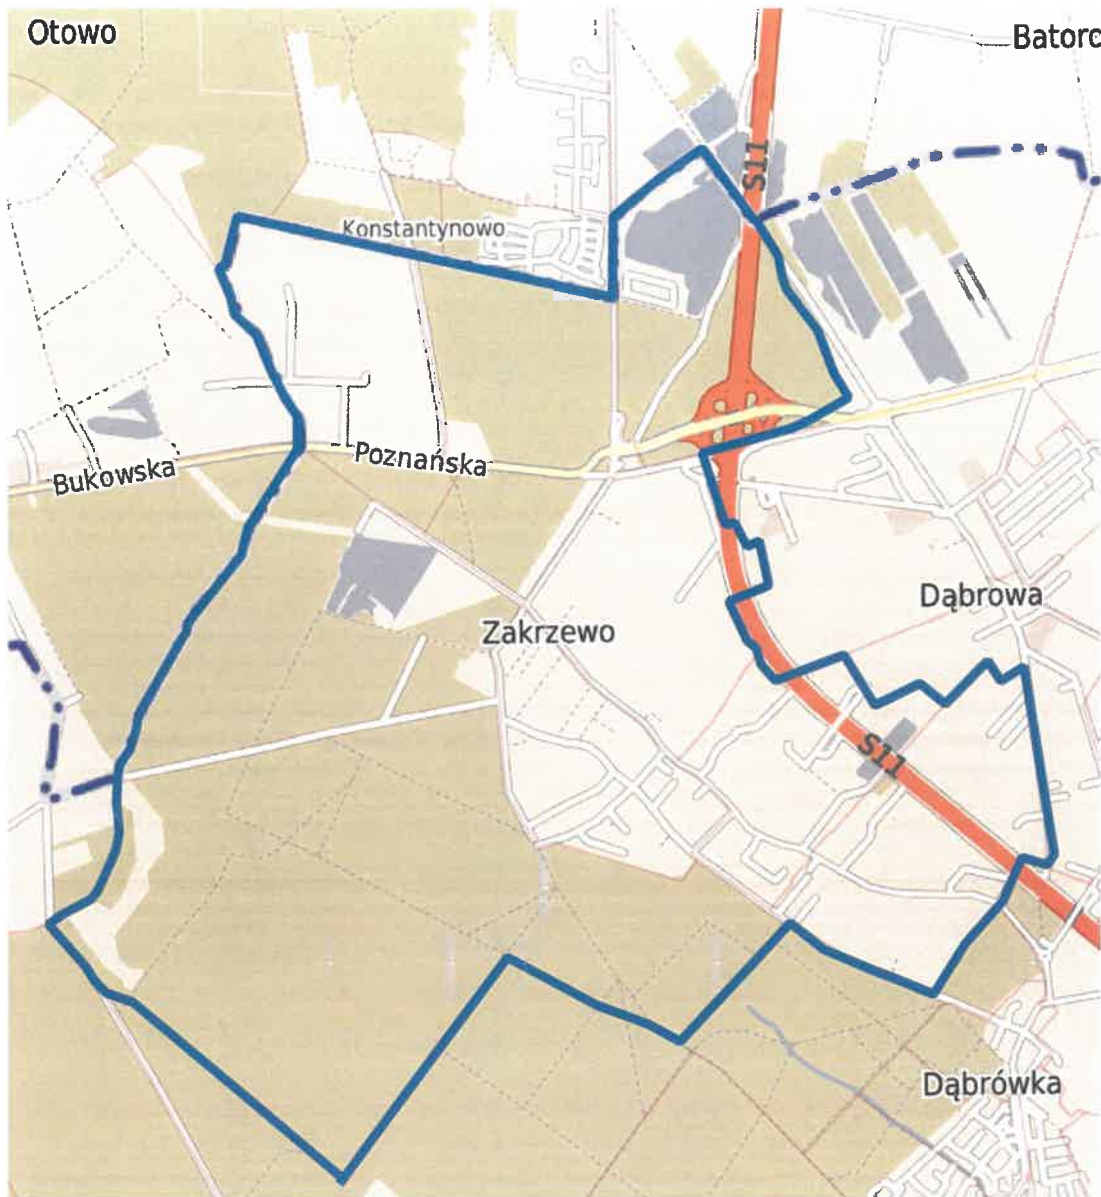 Otowo
Batorc
S11
Konstantynowo
Poznańska
Bukowska
Dąbrowa
Zakrzewo
S11
Dąbrówka